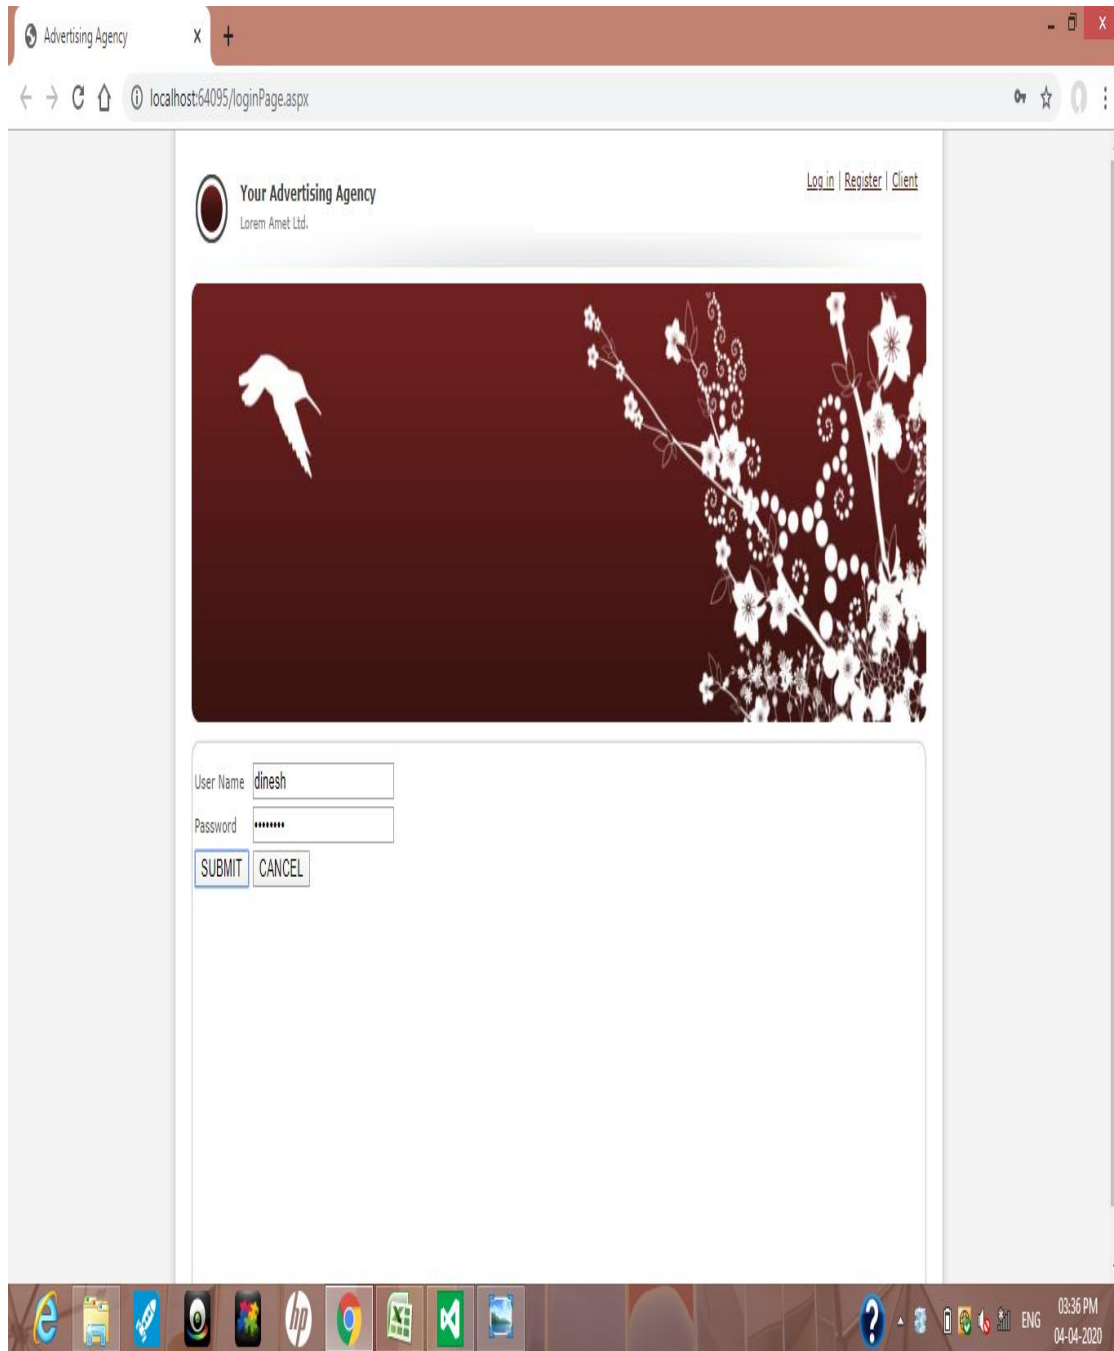 Advertising Agency
localhost:64095/loginPage.aspx
Log in | Register | Client
Your Advertising Agency
Lorem Amet Ltd.
User Name dinesh
Password ••••••••
SUBMIT CANCEL
hp
ENG
03:36 PM
04-04-2020